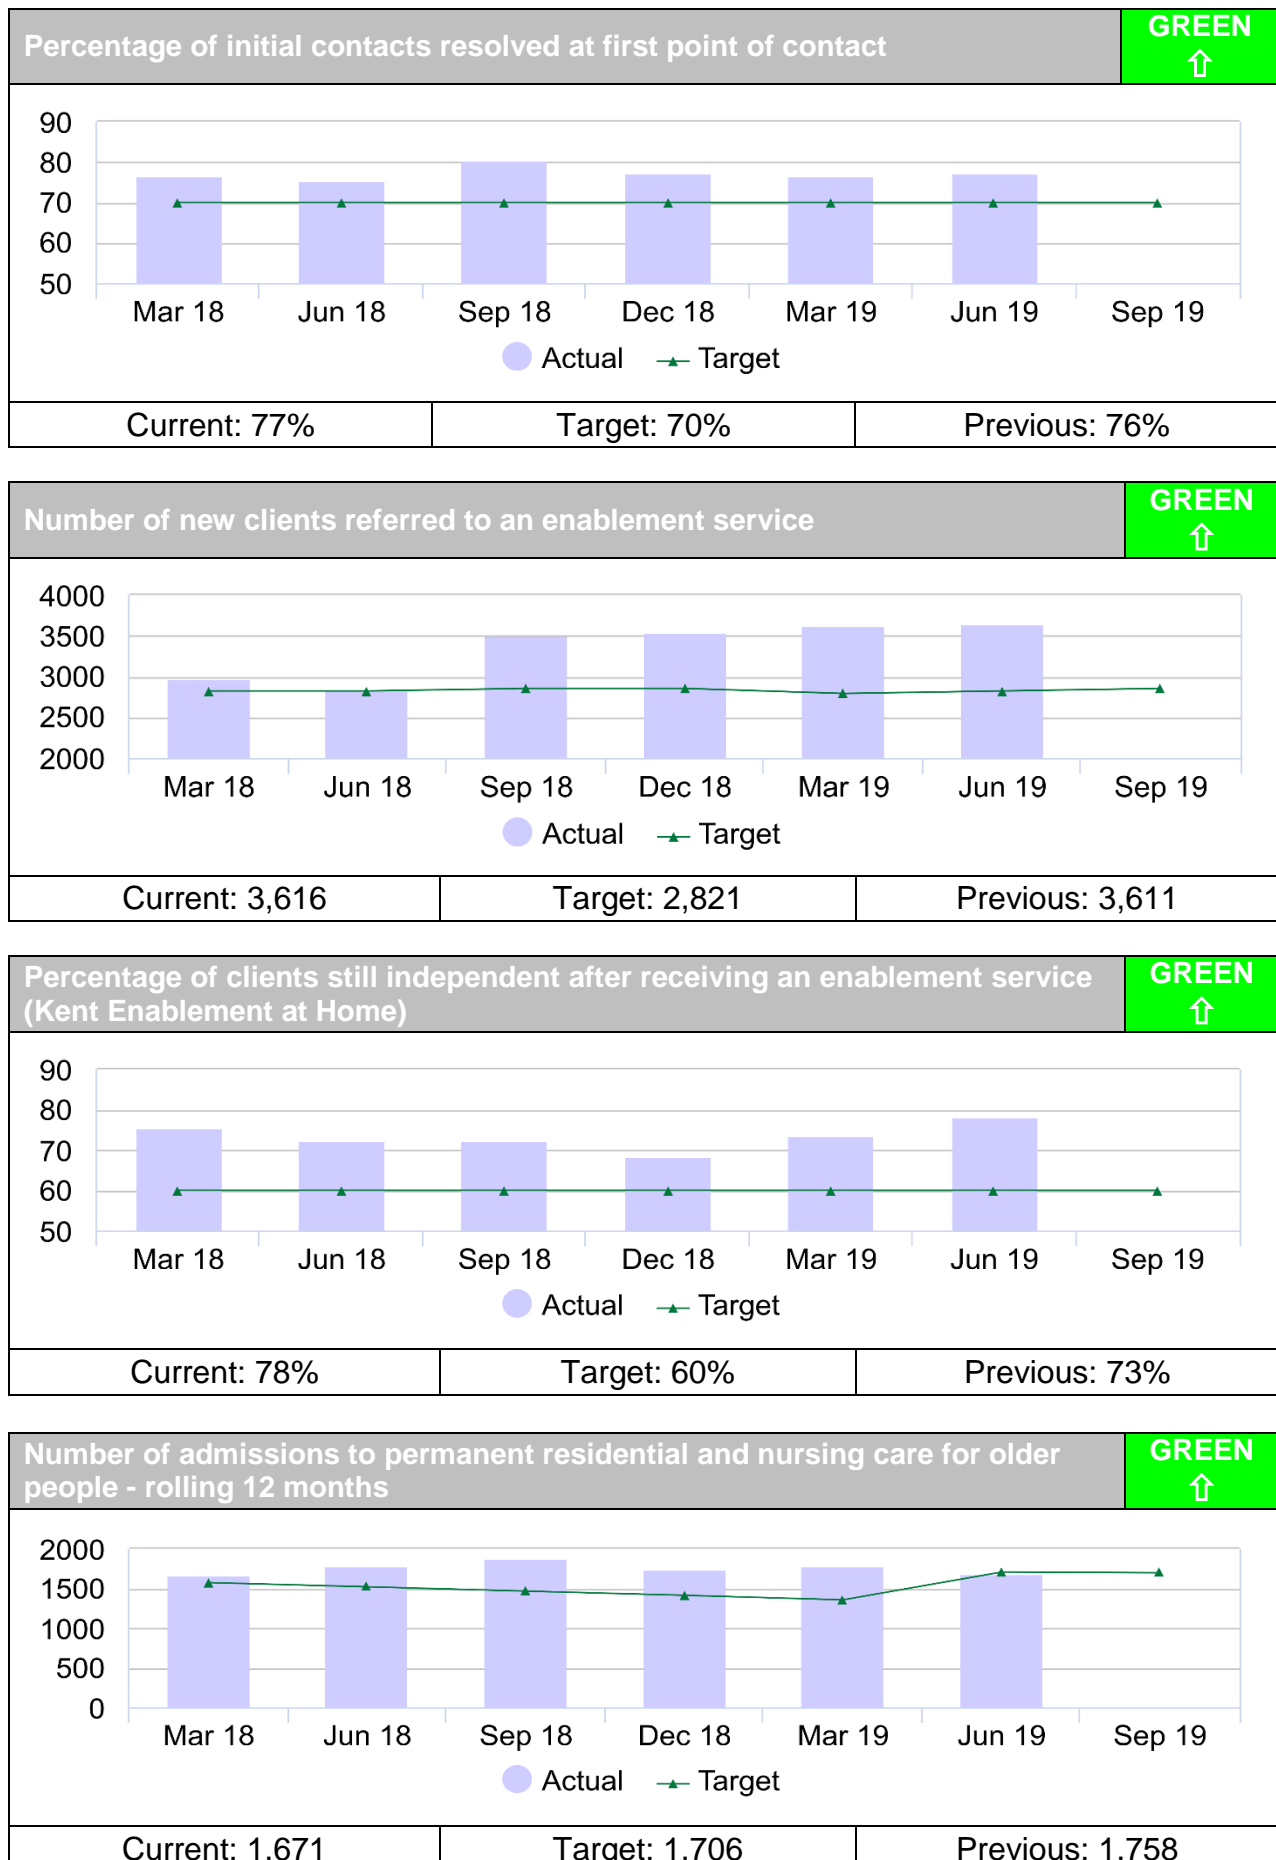 Percentage of initial contacts resolved at first point of contact
GREEN
⇧
90
80
70
60
50
Mar 18 Jun 18 Sep 18 Dec 18 Mar 19 Jun 19 Sep 19
Actual Target
Current: 77% Target: 70% Previous: 76%
Number of new clients referred to an enablement service
GREEN
⇧
4000
3500
3000
2500
2000
Mar 18 Jun 18 Sep 18 Dec 18 Mar 19 Jun 19 Sep 19
Actual Target
Current: 3,616 Target: 2,821 Previous: 3,611
Percentage of clients still independent after receiving an enablement service
(Kent Enablement at Home)
GREEN
⇧
90
80
70
60
50
Mar 18 Jun 18 Sep 18 Dec 18 Mar 19 Jun 19 Sep 19
Actual Target
Current: 78% Target: 60% Previous: 73%
Number of admissions to permanent residential and nursing care for older
people - rolling 12 months
GREEN
⇧
2000
1500
1000
500
0
Mar 18 Jun 18 Sep 18 Dec 18 Mar 19 Jun 19 Sep 19
Actual Target
Current: 1,671 Target: 1,706 Previous: 1,758